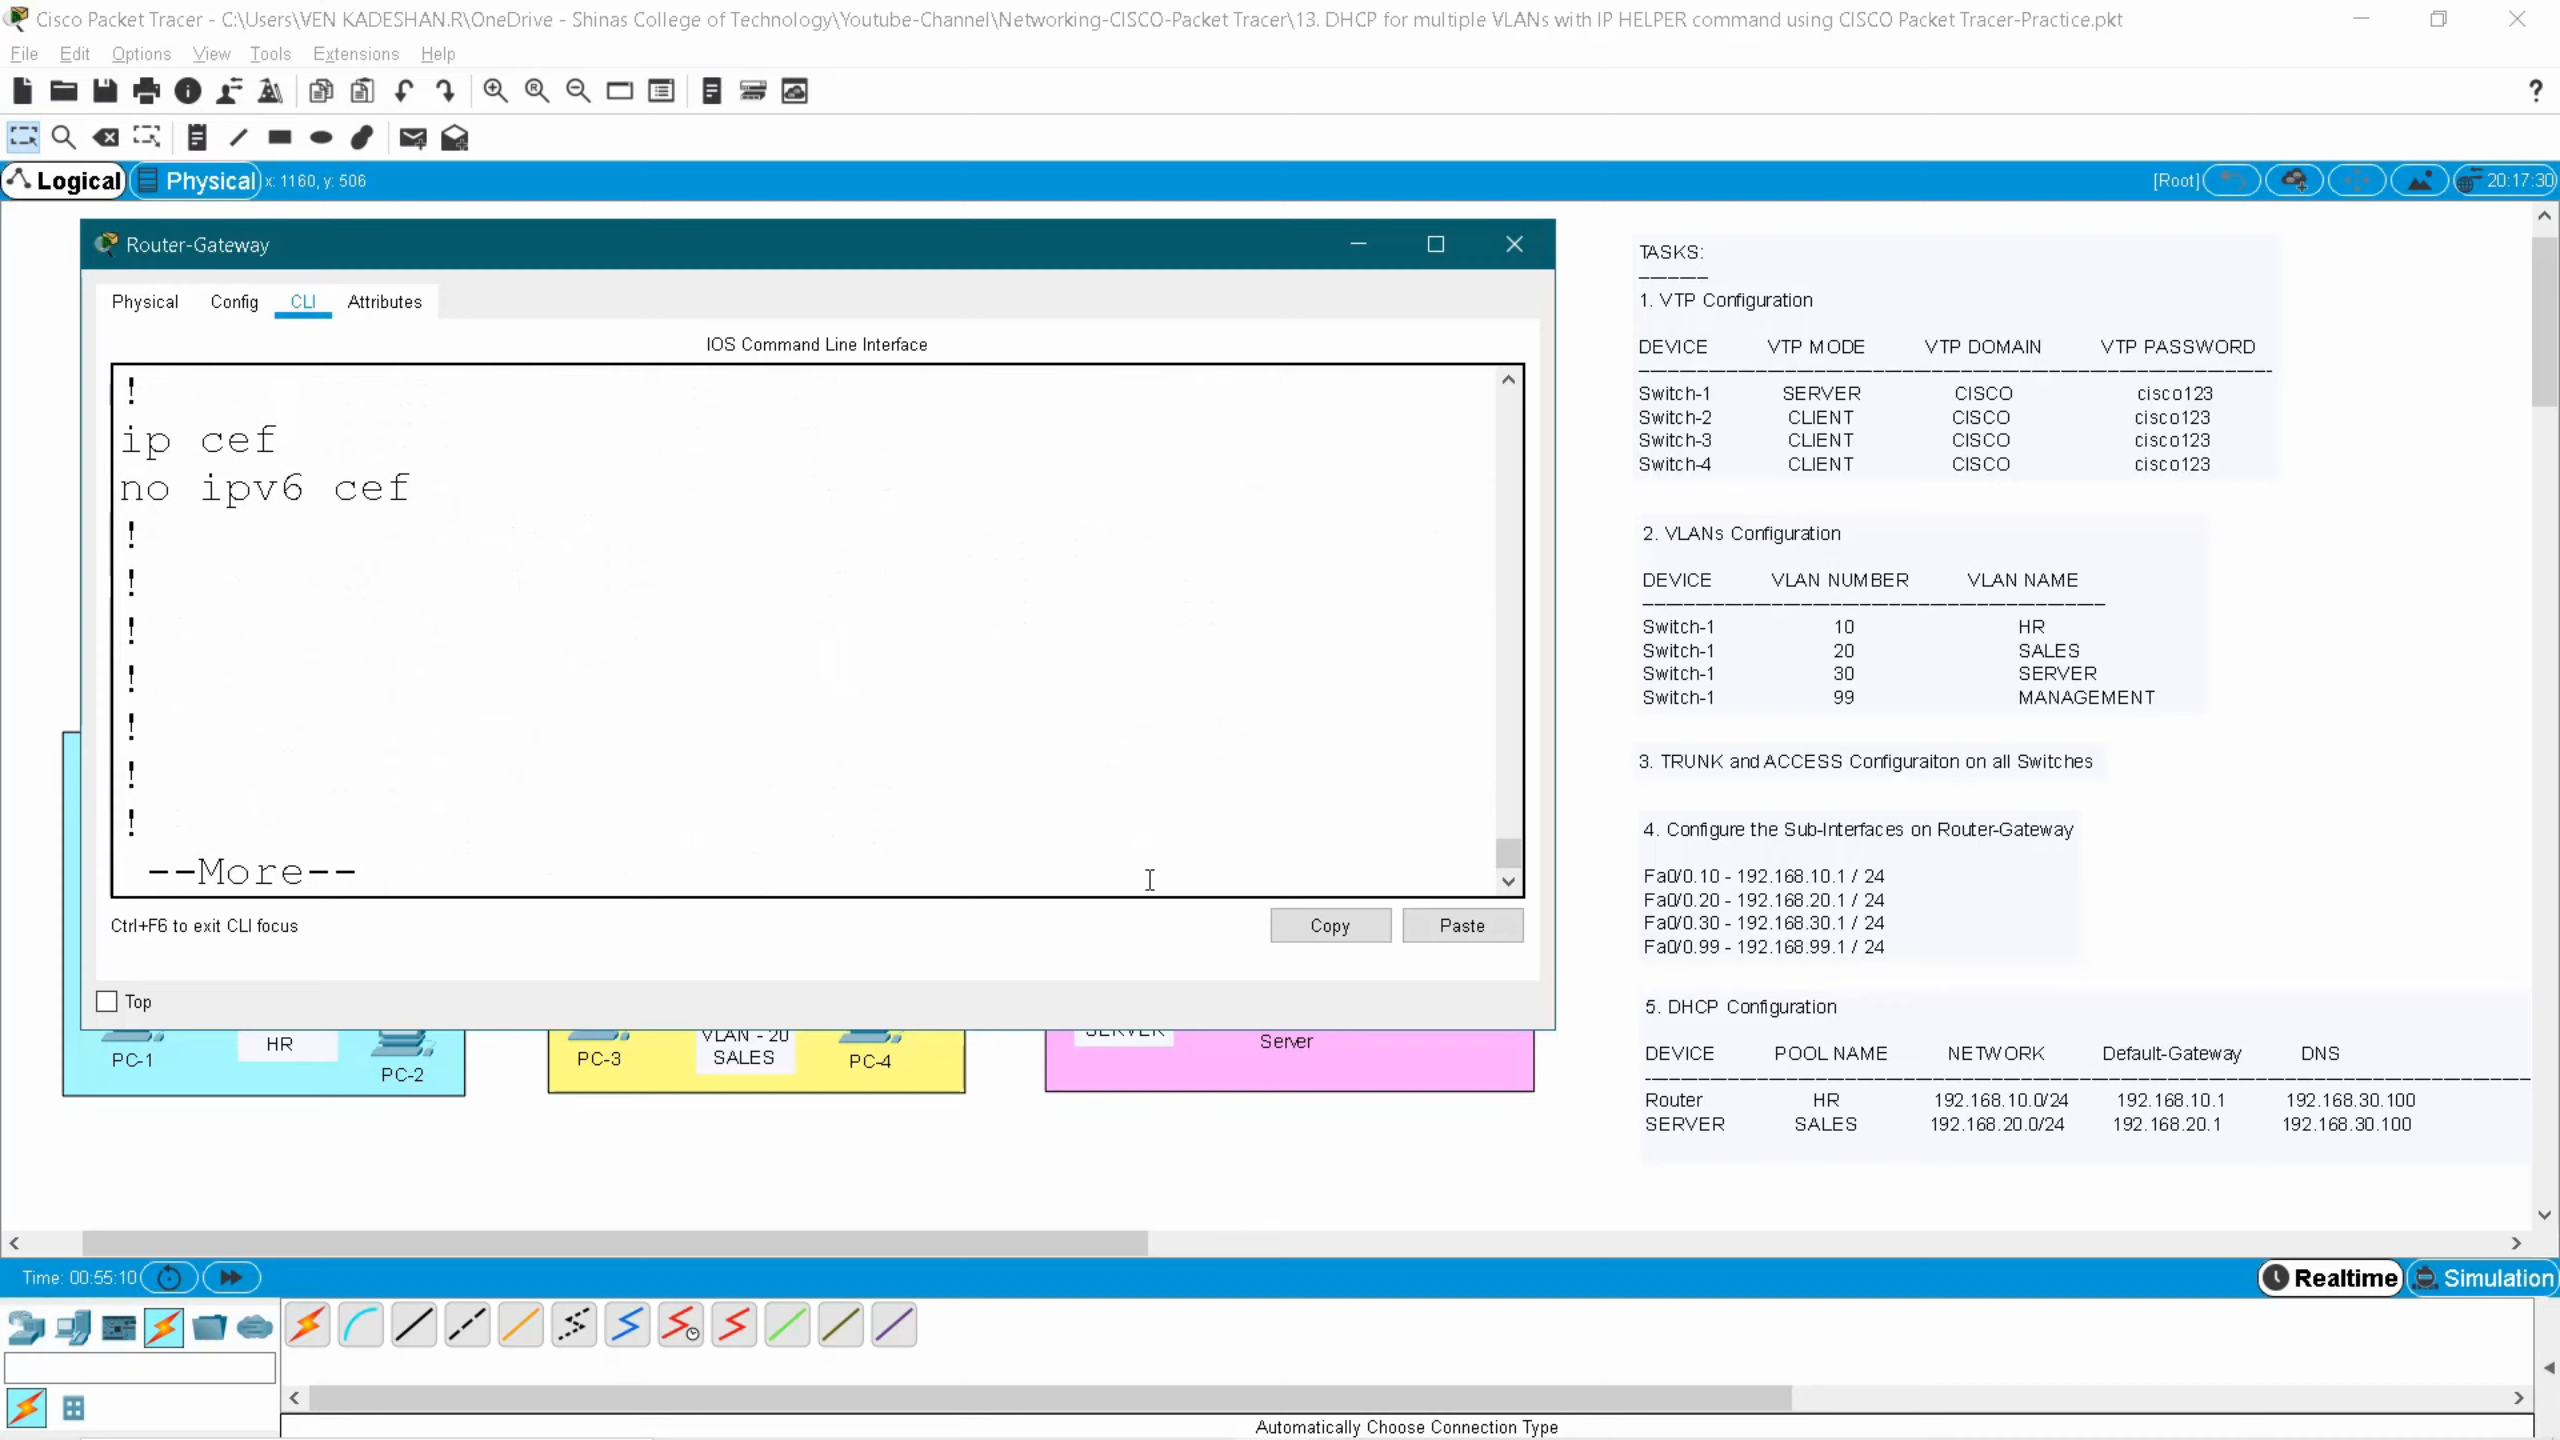 Cisco Packet Tracer - C:\Users\VEN KADESHAN.R\OneDrive - Shinas College of Technology\Youtube-Channel\Networking-CISCO-Packet Tracer\13. DHCP for multiple VLANs with IP HELPER command using CISCO Packet Tracer-Practice.pkt
File Edit Options View Tools Extensions Help
Logical Physical x: 1160, y: 506 [Root] 20:17:30
Router-Gateway
Physical Config CLI Attributes
IOS Command Line Interface
!
ip cef
no ipv6 cef
!
!
!
!
!
!
!
--More--
Ctrl+F6 to exit CLI focus
Copy Paste
Top
PC-1 HR PC-2
PC-3 VLAN - 20 SALES PC-4
SERVER Server
TASKS:
------
1. VTP Configuration
DEVICE VTP MODE VTP DOMAIN VTP PASSWORD
Switch-1 SERVER CISCO cisco123
Switch-2 CLIENT CISCO cisco123
Switch-3 CLIENT CISCO cisco123
Switch-4 CLIENT CISCO cisco123
2. VLANs Configuration
DEVICE VLAN NUMBER VLAN NAME
Switch-1 10 HR
Switch-1 20 SALES
Switch-1 30 SERVER
Switch-1 99 MANAGEMENT
3. TRUNK and ACCESS Configuraiton on all Switches
4. Configure the Sub-Interfaces on Router-Gateway
Fa0/0.10 - 192.168.10.1 / 24
Fa0/0.20 - 192.168.20.1 / 24
Fa0/0.30 - 192.168.30.1 / 24
Fa0/0.99 - 192.168.99.1 / 24
5. DHCP Configuration
DEVICE POOL NAME NETWORK Default-Gateway DNS
Router HR 192.168.10.0/24 192.168.10.1 192.168.30.100
SERVER SALES 192.168.20.0/24 192.168.20.1 192.168.30.100
Time: 00:55:10 Realtime Simulation
Automatically Choose Connection Type